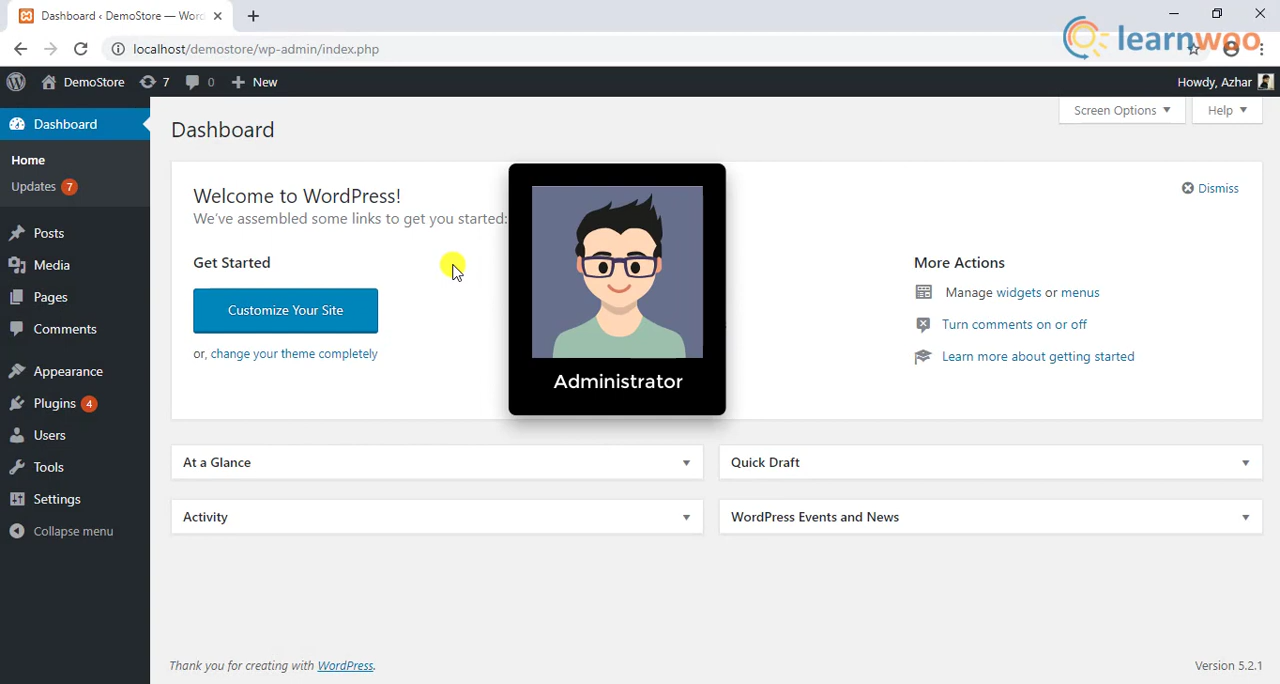 Dashboard ‹ DemoStore — Wor
localhost/demostore/wp-admin/index.php
learnwoo
DemoStore 7 0 New
Howdy, Azhar
Dashboard
Home
Updates 7
Posts
Media
Pages
Comments
Appearance
Plugins 4
Users
Tools
Settings
Collapse menu
Screen Options
Help
Dashboard
Welcome to WordPress!
We've assembled some links to get you started:
Dismiss
Get Started
Customize Your Site
or, change your theme completely
Administrator
More Actions
Manage widgets or menus
Turn comments on or off
Learn more about getting started
At a Glance
Quick Draft
Activity
WordPress Events and News
Thank you for creating with WordPress.
Version 5.2.1